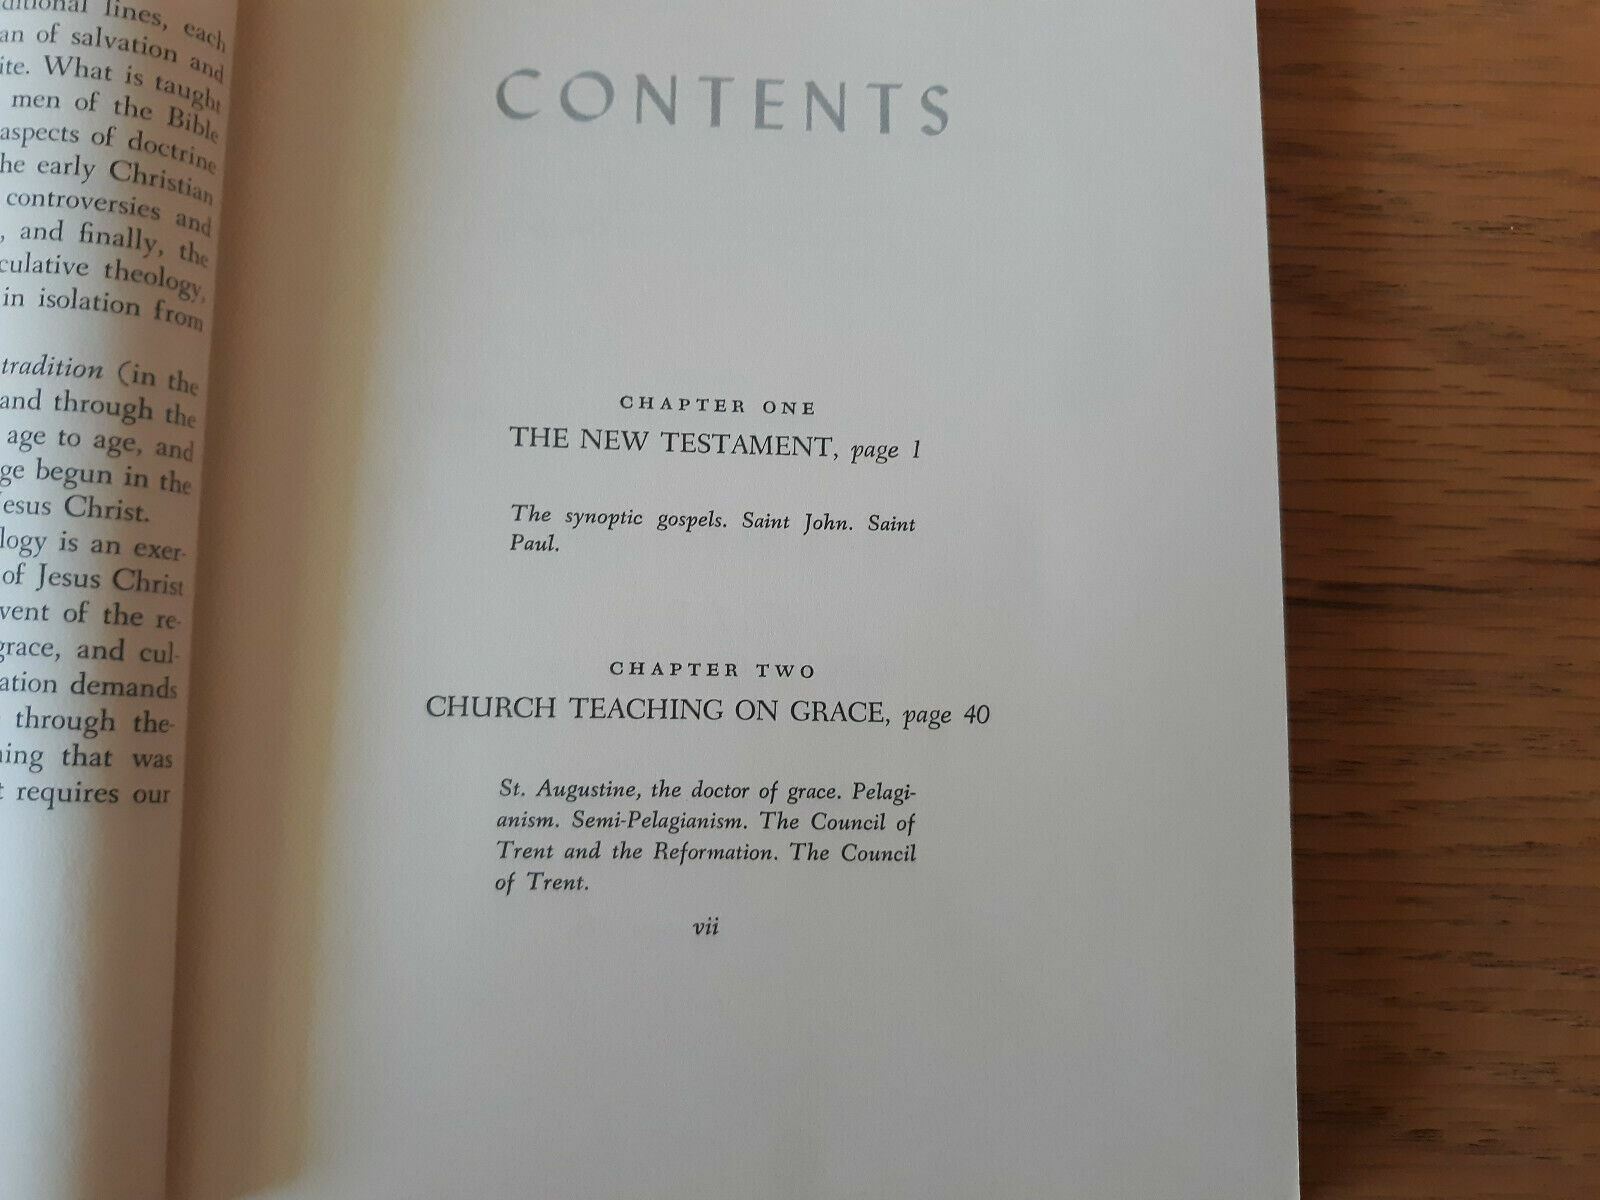 ditional lines, each
an of salvation and
ite. What is taught
men of the Bible
aspects of doctrine
he early Christian
controversies and
, and finally, the
culative theology,
in isolation from
tradition (in the
and through the
age to age, and
ge begun in the
Jesus Christ.
logy is an exer-
of Jesus Christ
vent of the re-
grace, and cul-
ation demands
through the-
ning that was
t requires our
CONTENTS
CHAPTER ONE
THE NEW TESTAMENT, page 1
The synoptic gospels. Saint John. Saint
Paul.
CHAPTER TWO
CHURCH TEACHING ON GRACE, page 40
St. Augustine, the doctor of grace. Pelagi-
anism. Semi-Pelagianism. The Council of
Trent and the Reformation. The Council
of Trent.
vii